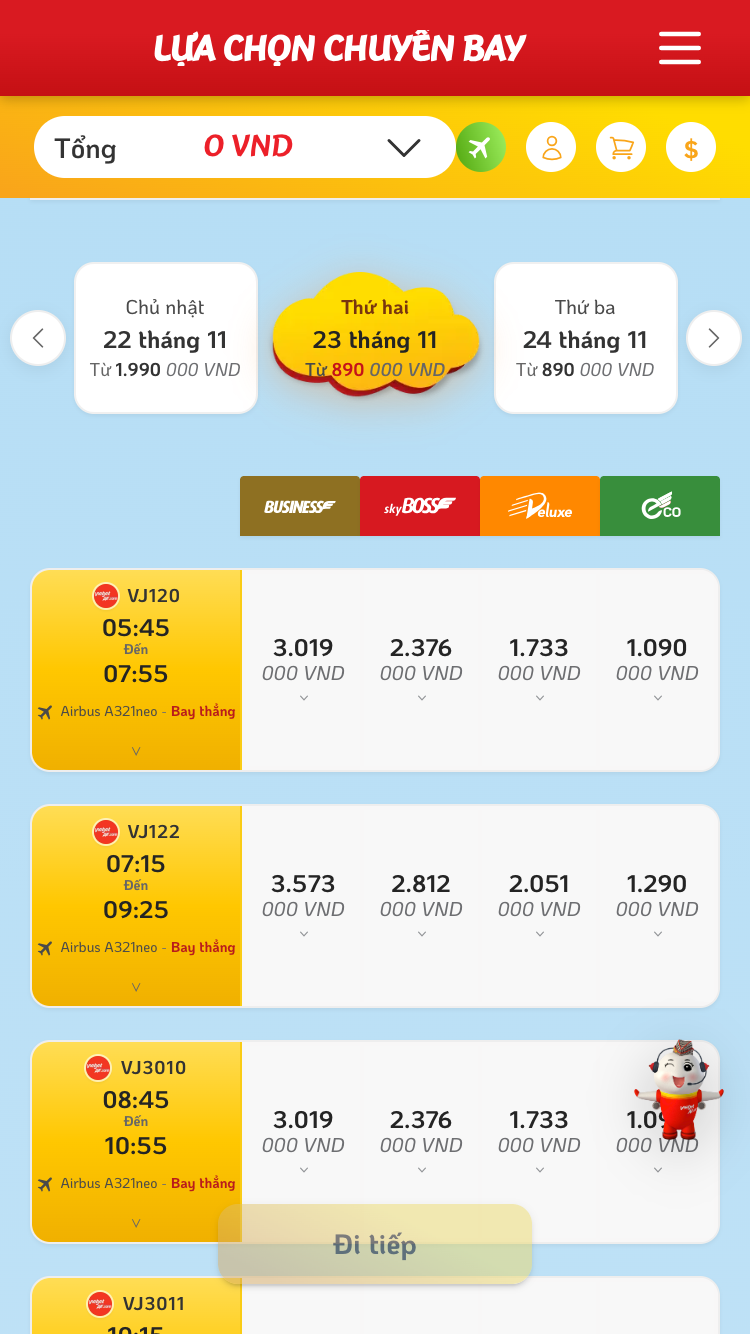 LỰA CHỌN CHUYẾN BAY
Tổng 0 VND
$
Chủ nhật
22 tháng 11
Từ 1.990 000 VND
Thứ hai
23 tháng 11
Từ 890 000 VND
Thứ ba
24 tháng 11
Từ 890 000 VND
BUSINESS skyBOSS Deluxe eco
VJ120
05:45
Đến
07:55
Airbus A321neo - Bay thẳng
3.019 2.376 1.733 1.090
000 VND 000 VND 000 VND 000 VND
VJ122
07:15
Đến
09:25
Airbus A321neo - Bay thẳng
3.573 2.812 2.051 1.290
000 VND 000 VND 000 VND 000 VND
VJ3010
08:45
Đến
10:55
Airbus A321neo - Bay thẳng
3.019 2.376 1.733
000 VND 000 VND 000 VND 000 VND
Đi tiếp
VJ3011